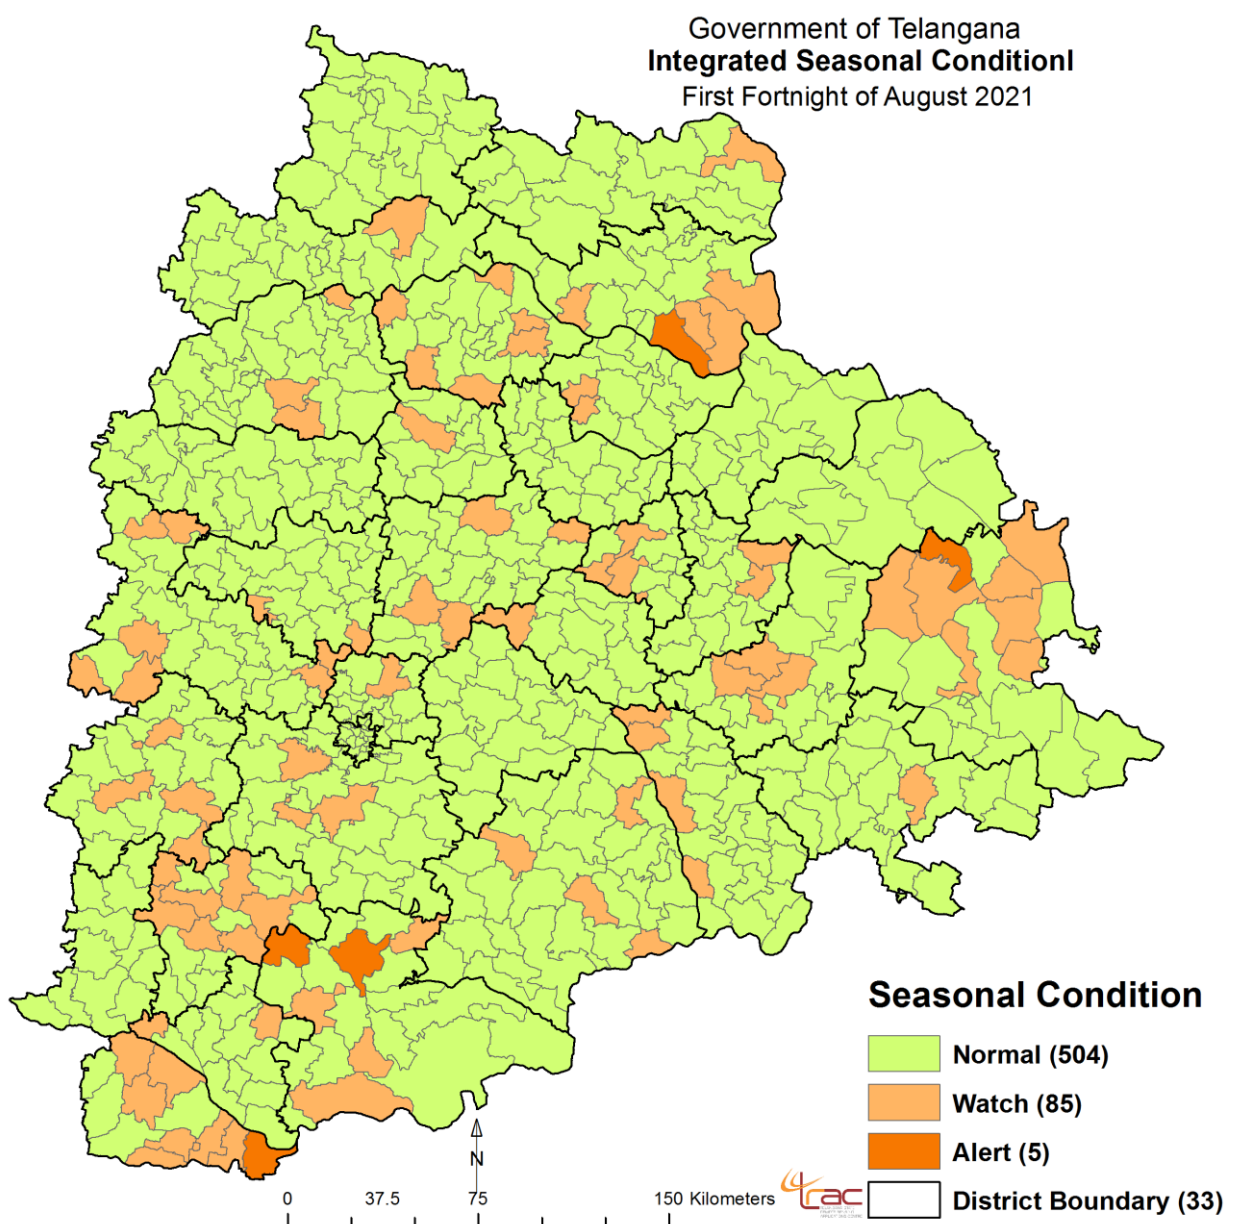 Government of Telangana
Integrated Seasonal Conditionl
First Fortnight of August 2021
Seasonal Condition
Normal (504)
Watch (85)
Alert (5)
District Boundary (33)
N
0 37.5 75 150 Kilometers
trac